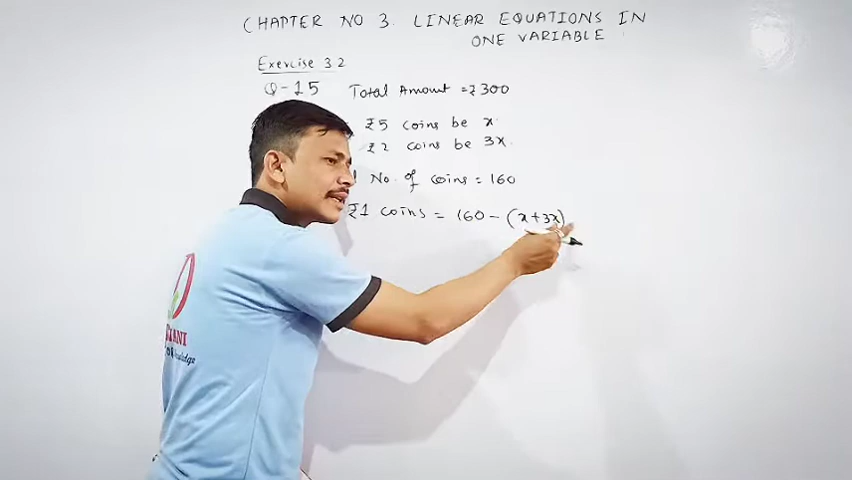 CHAPTER NO 3. LINEAR EQUATIONS IN
ONE VARIABLE
Exercise 3.2
Q-15 Total Amount = ₹300
₹5 coins be x.
₹2 coins be 3x.
No. of coins = 160
₹1 coins = 160 - (x+3x)